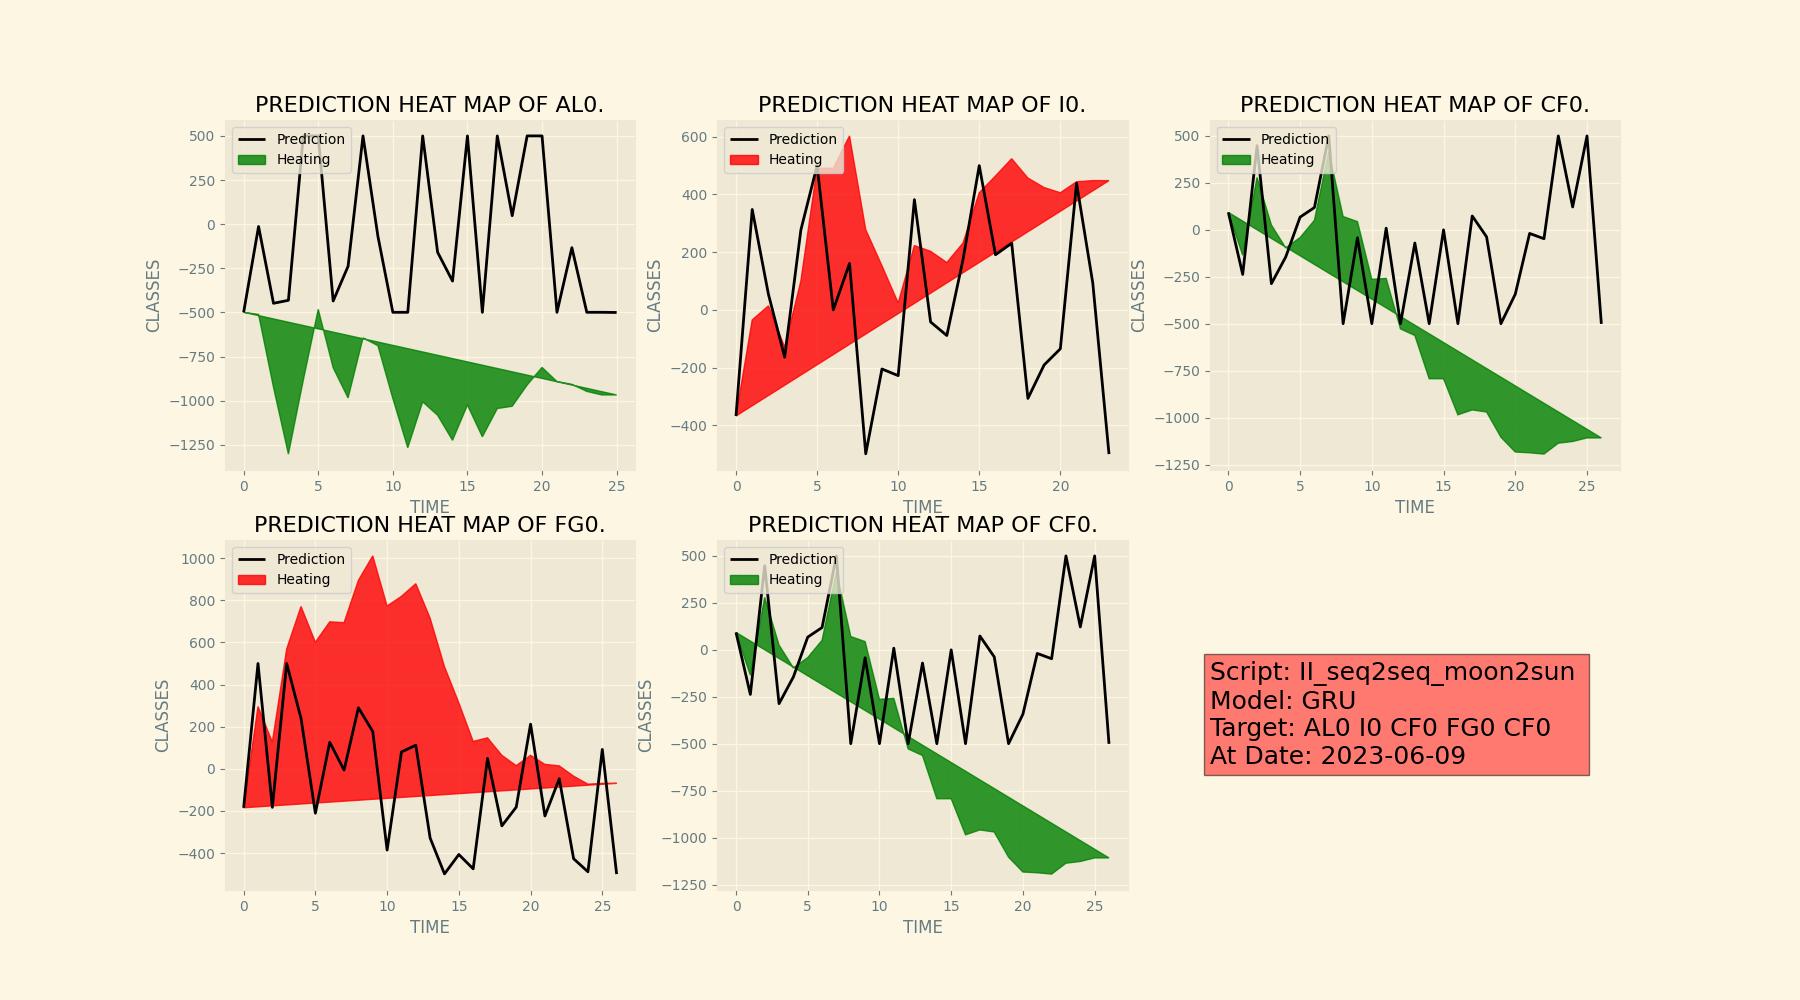 PREDICTION HEAT MAP OF AL0.
Prediction
Heating
500
250
0
−250
−500
−750
−1000
−1250
CLASSES
0 5 10 15 20 25
TIME
PREDICTION HEAT MAP OF I0.
Prediction
Heating
600
400
200
0
−200
−400
CLASSES
0 5 10 15 20
TIME
PREDICTION HEAT MAP OF CF0.
Prediction
Heating
500
250
0
−250
−500
−750
−1000
−1250
CLASSES
0 5 10 15 20 25
TIME
PREDICTION HEAT MAP OF FG0.
Prediction
Heating
1000
800
600
400
200
0
−200
−400
CLASSES
0 5 10 15 20 25
TIME
PREDICTION HEAT MAP OF CF0.
Prediction
Heating
500
250
0
−250
−500
−750
−1000
−1250
CLASSES
0 5 10 15 20 25
TIME
Script: II_seq2seq_moon2sun
Model: GRU
Target: AL0 I0 CF0 FG0 CF0
At Date: 2023-06-09